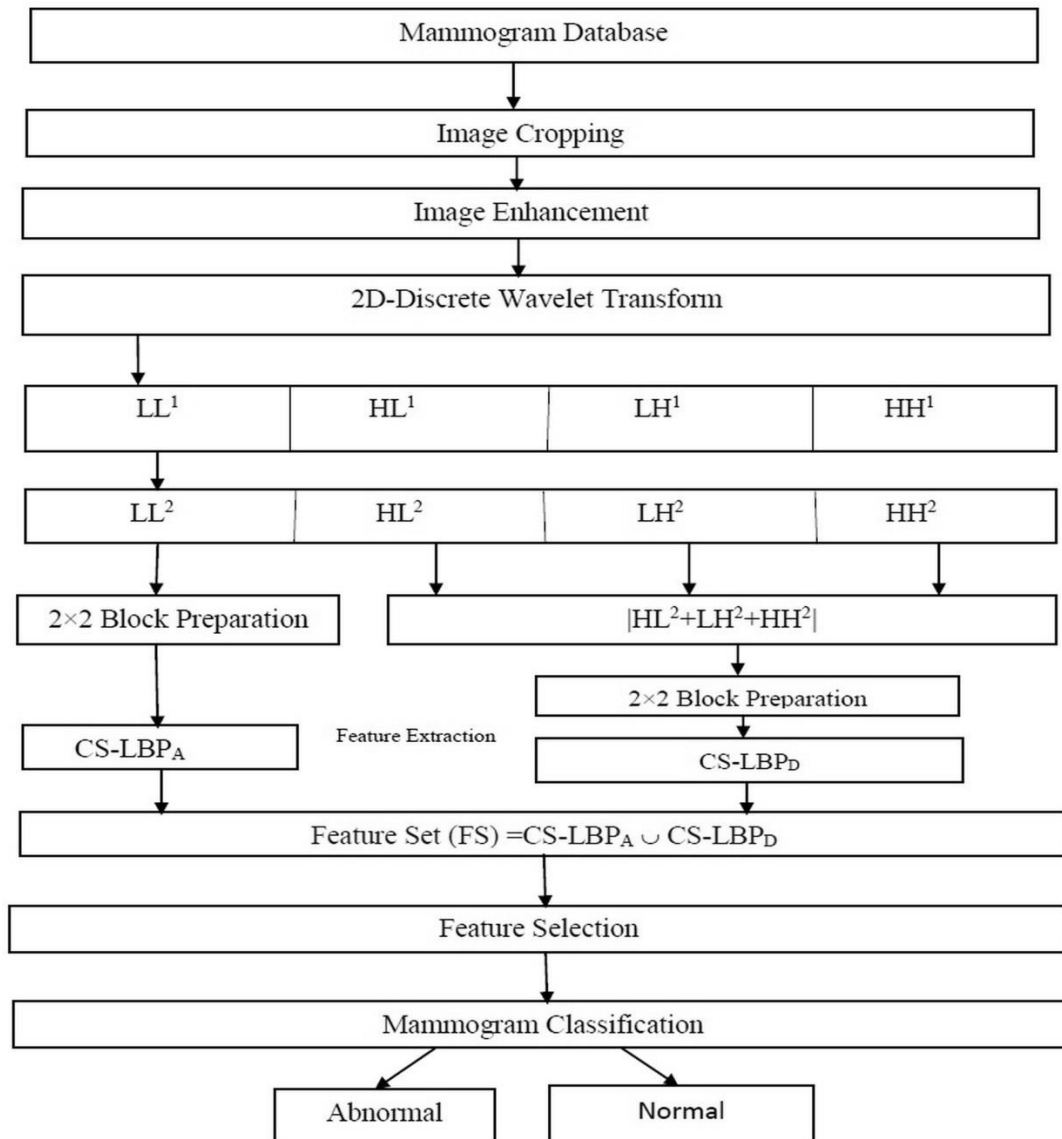 Mammogram Database
Image Cropping
Image Enhancement
2D-Discrete Wavelet Transform
LL¹ HL¹ LH¹ HH¹
LL² HL² LH² HH²
2×2 Block Preparation |HL²+LH²+HH²|
2×2 Block Preparation
CS-LBP_A Feature Extraction CS-LBP_D
Feature Set (FS) =CS-LBP_A ∪ CS-LBP_D
Feature Selection
Mammogram Classification
Abnormal Normal